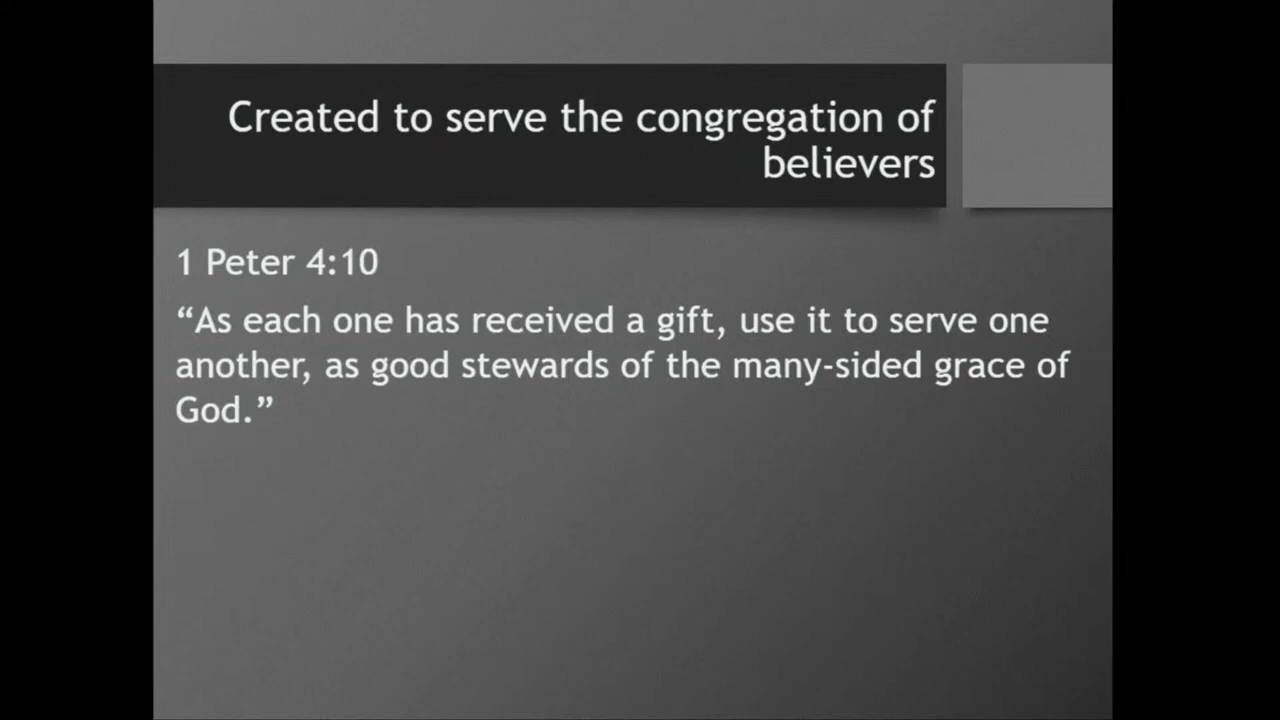 Created to serve the congregation of
believers
1 Peter 4:10
“As each one has received a gift, use it to serve one
another, as good stewards of the many-sided grace of
God.”